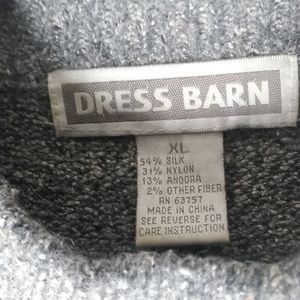 DRESS BARN
XL
54% SILK
31% NYLON
13% ANGORA
2% OTHER FIBER
RN 63757
MADE IN CHINA
SEE REVERSE FOR
CARE INSTRUCTION